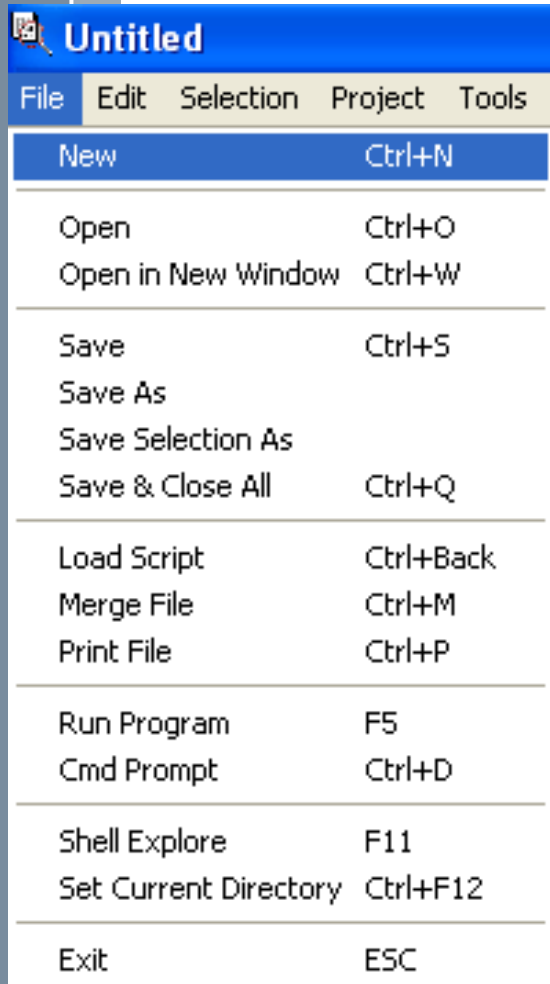 Untitled
File Edit Selection Project Tools
New Ctrl+N
Open Ctrl+O
Open in New Window Ctrl+W
Save Ctrl+S
Save As
Save Selection As
Save & Close All Ctrl+Q
Load Script Ctrl+Back
Merge File Ctrl+M
Print File Ctrl+P
Run Program F5
Cmd Prompt Ctrl+D
Shell Explore F11
Set Current Directory Ctrl+F12
Exit ESC